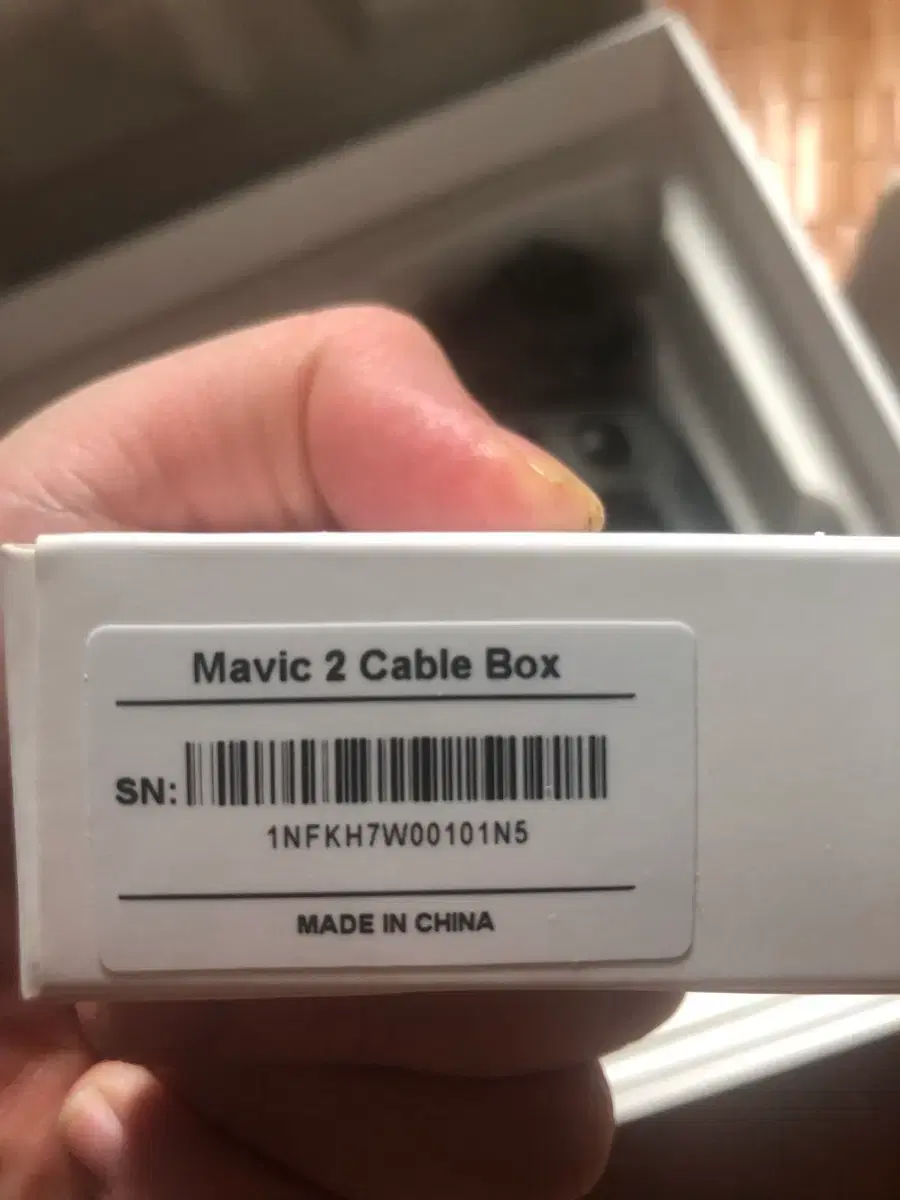 Mavic 2 Cable Box
SN:
1NFKH7W00101N5
MADE IN CHINA